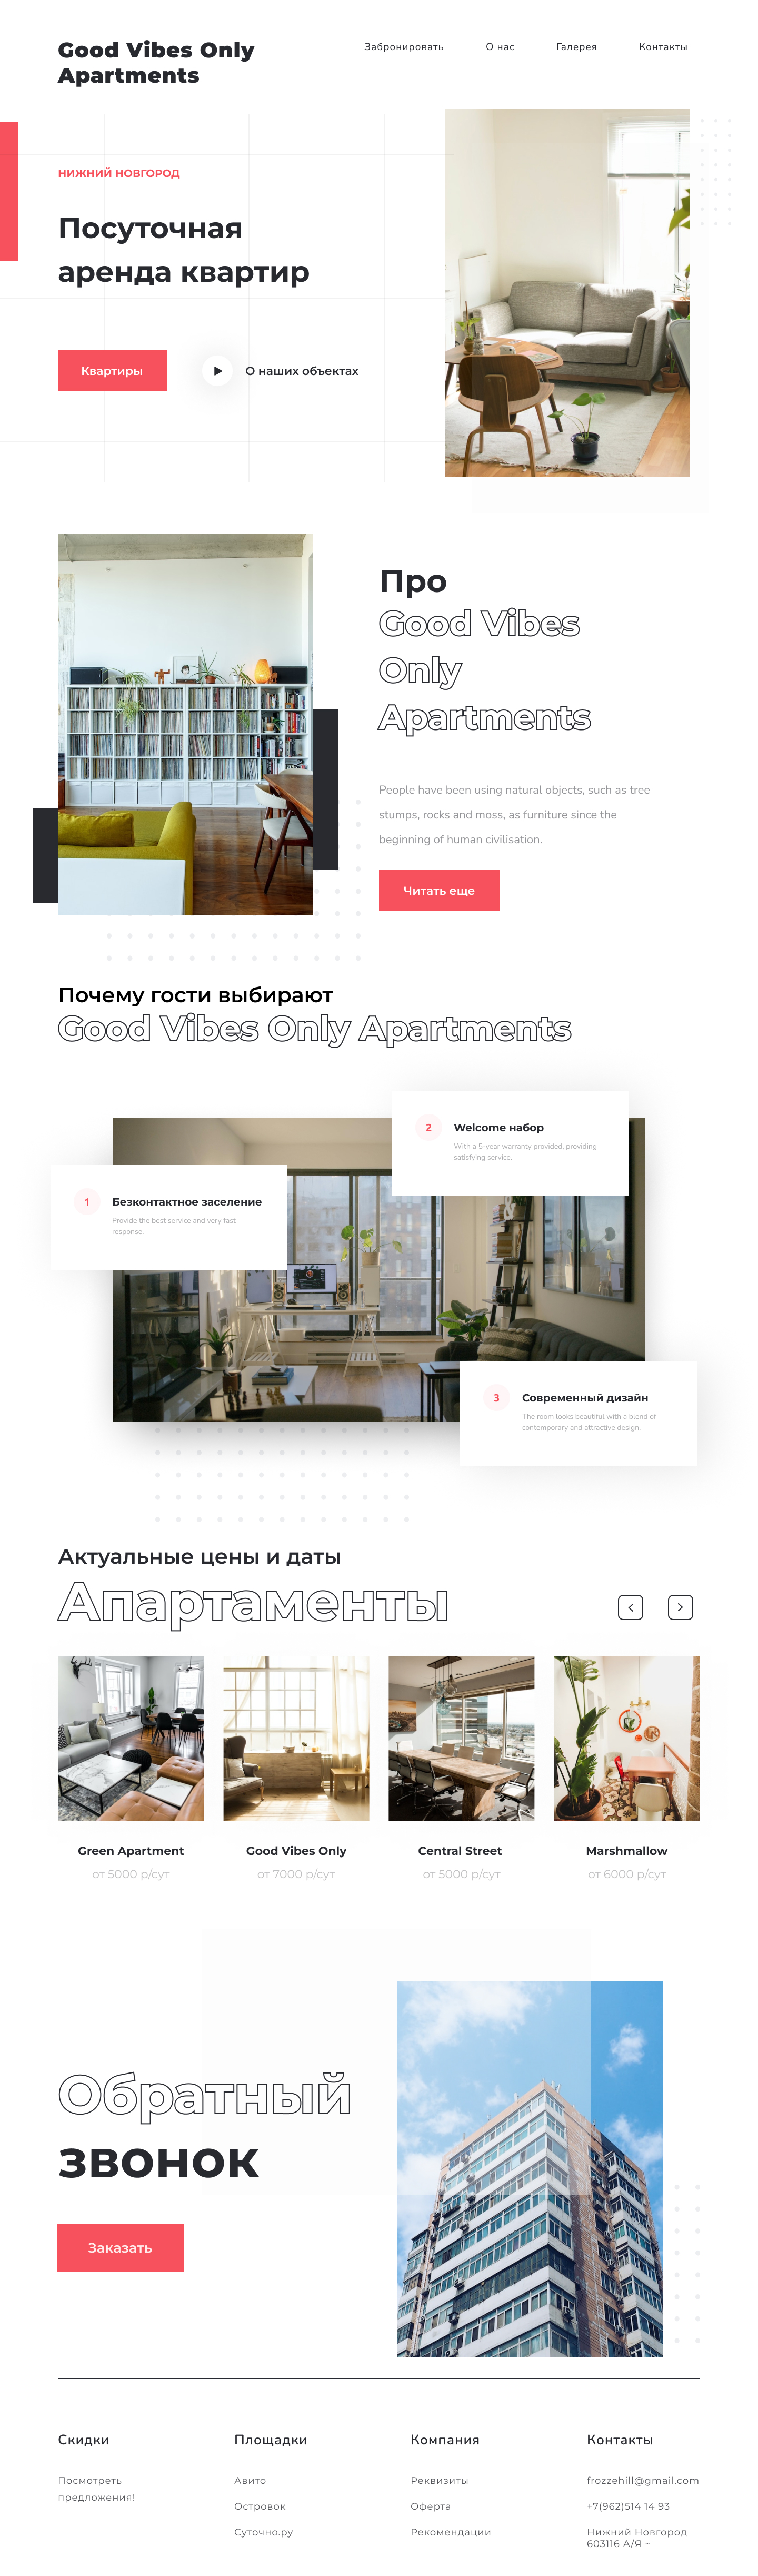 Good Vibes Only
Apartments
Забронировать
О нас
Галерея
Контакты
НИЖНИЙ НОВГОРОД
Посуточная
аренда квартир
Квартиры
О наших объектах
Про
Good Vibes
Only
Apartments
People have been using natural objects, such as tree
stumps, rocks and moss, as furniture since the
beginning of human civilisation.
Читать еще
Почему гости выбирают
Good Vibes Only Apartments
2
Welcome набор
With a 5-year warranty provided, providing
satisfying service.
1
Безконтактное заселение
Provide the best service and very fast
response.
3
Современный дизайн
The room looks beautiful with a blend of
contemporary and attractive design.
Актуальные цены и даты
Апартаменты
Green Apartment
от 5000 р/сут
Good Vibes Only
от 7000 р/сут
Central Street
от 5000 р/сут
Marshmallow
от 6000 р/сут
Обратный
звонок
Заказать
Скидки
Посмотреть
предложения!
Площадки
Авито
Островок
Суточно.ру
Компания
Реквизиты
Оферта
Рекомендации
Контакты
frozzehill@gmail.com
+7(962)514 14 93
Нижний Новгород
603116 А/Я ~